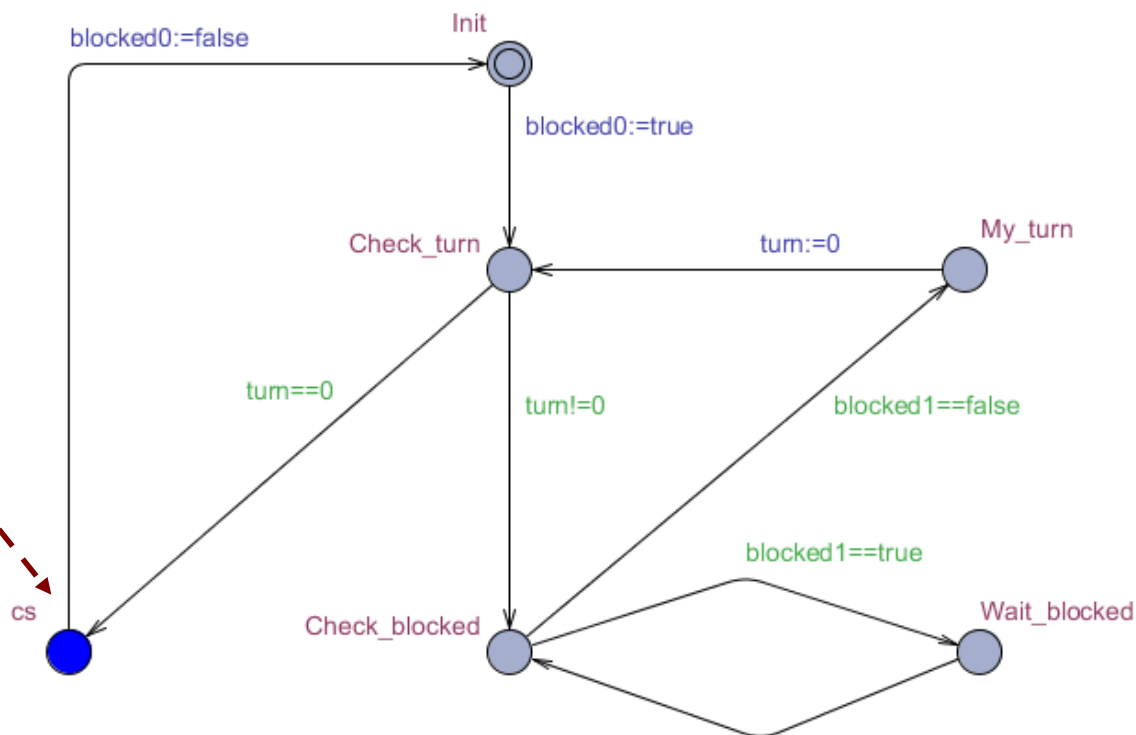 Init
blocked0:=false
blocked0:=true
Check_turn
turn:=0
My_turn
turn==0
turn!=0
blocked1==false
blocked1==true
cs
Check_blocked
Wait_blocked